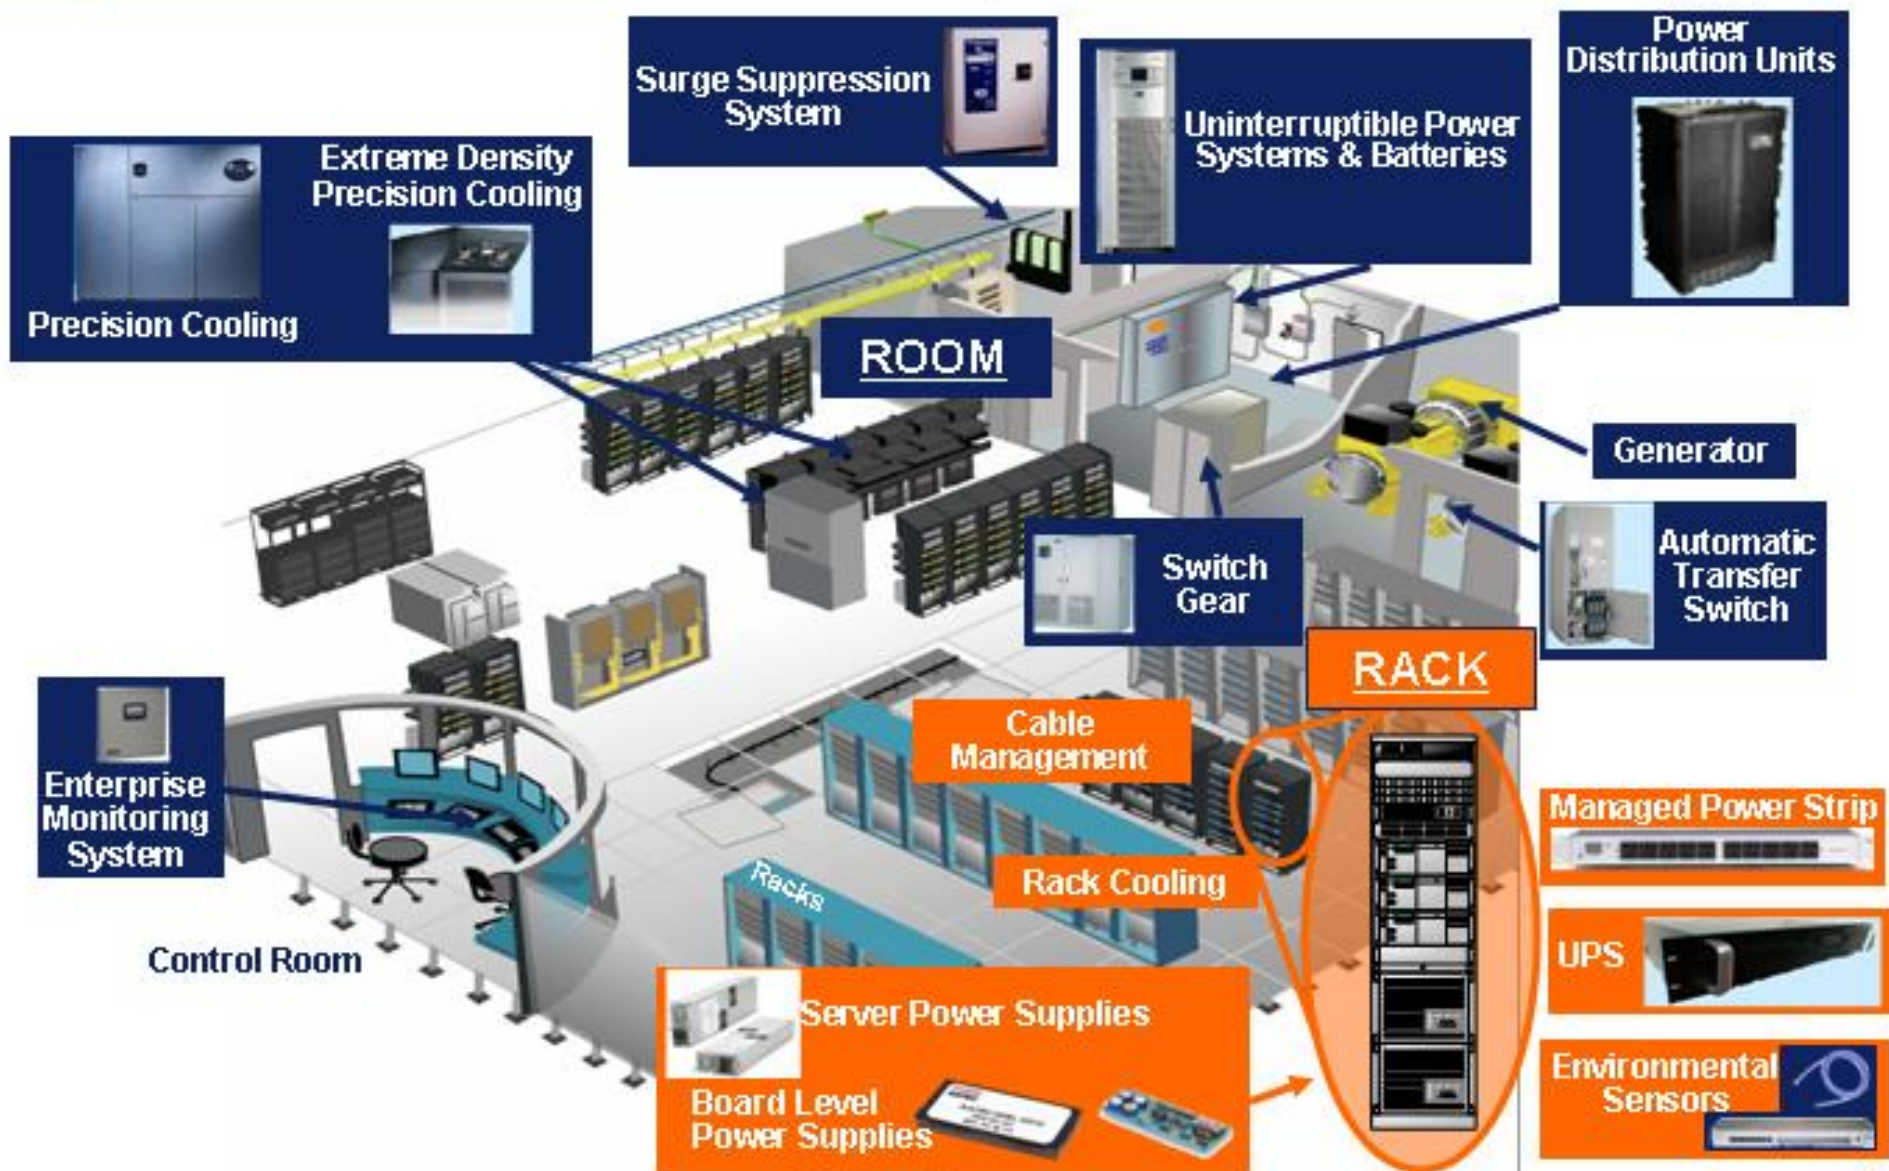 Surge Suppression
System
Uninterruptible Power
Systems & Batteries
Power
Distribution Units
Extreme Density
Precision Cooling
Precision Cooling
ROOM
Generator
Switch
Gear
Automatic
Transfer
Switch
RACK
Cable
Management
Enterprise
Monitoring
System
Managed Power Strip
Racks
Rack Cooling
Control Room
UPS
Server Power Supplies
Board Level
Power Supplies
Environmental
Sensors